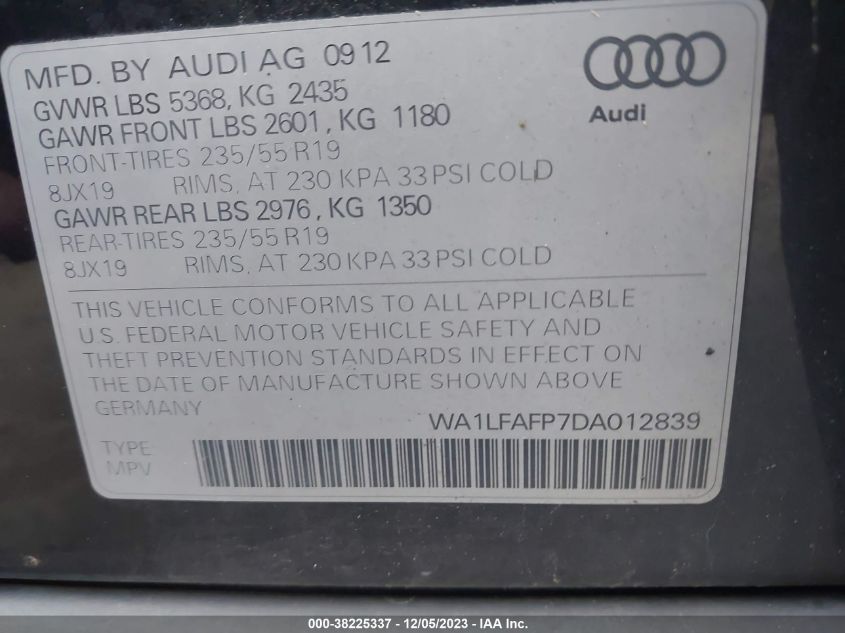 MFD. BY AUDI AG 0912
GVWR LBS 5368, KG 2435
GAWR FRONT LBS 2601, KG 1180
FRONT-TIRES 235/55 R19
8JX19 RIMS, AT 230 KPA 33 PSI COLD
GAWR REAR LBS 2976, KG 1350
REAR-TIRES 235/55 R19
8JX19 RIMS, AT 230 KPA 33 PSI COLD
Audi
THIS VEHICLE CONFORMS TO ALL APPLICABLE
U.S. FEDERAL MOTOR VEHICLE SAFETY AND
THEFT PREVENTION STANDARDS IN EFFECT ON
THE DATE OF MANUFACTURE SHOWN ABOVE
GERMANY
WA1LFAFP7DA012839
TYPE:
MPV
000-38225337 - 12/05/2023 - IAA Inc.